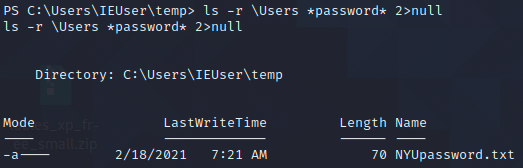 PS C:\Users\IEUser\temp> ls -r \Users *password* 2>null
ls -r \Users *password* 2>null
Directory: C:\Users\IEUser\temp
Mode LastWriteTime Length Name
---- ------------- ------ ----
-a---- 2/18/2021 7:21 AM 70 NYUpassword.txt